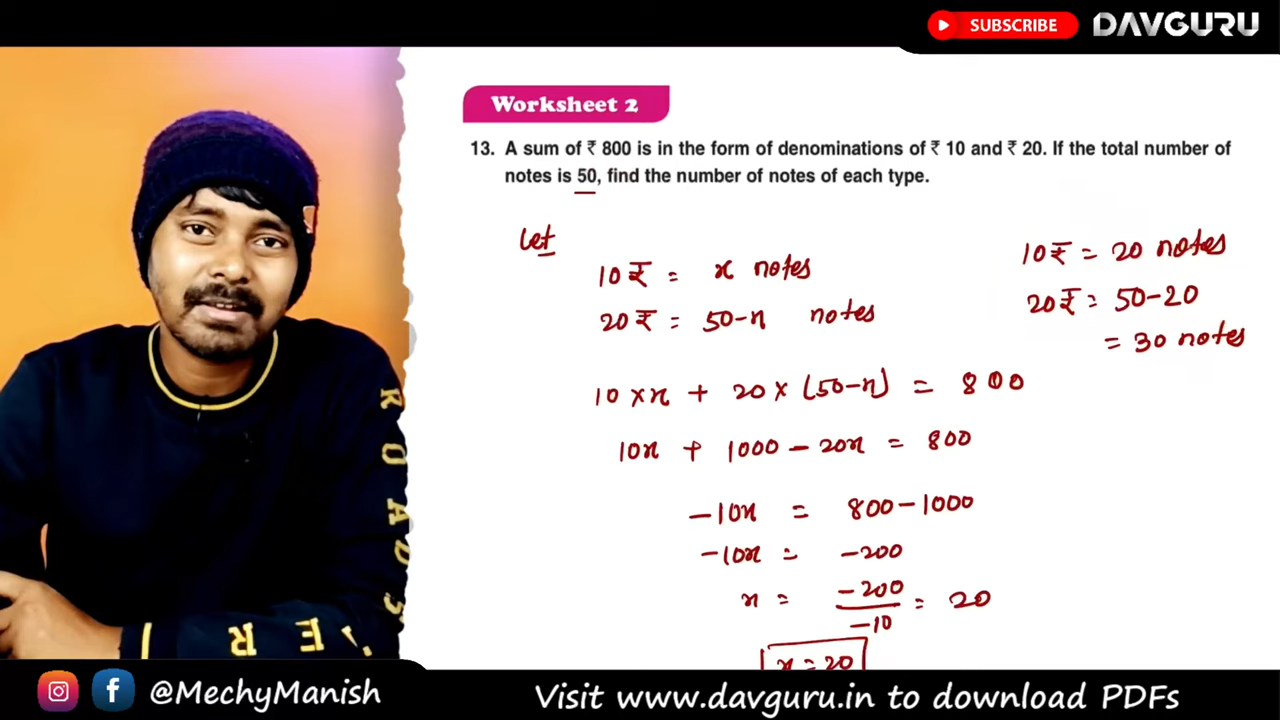 SUBSCRIBE DAVGURU
Worksheet 2
13. A sum of ₹ 800 is in the form of denominations of ₹ 10 and ₹ 20. If the total number of
notes is 50, find the number of notes of each type.
Let
10₹ = x notes
20₹ = 50-x notes
10₹ = 20 notes
20₹ = 50-20
= 30 notes
10 × x + 20 × (50-x) = 800
10x + 1000 - 20x = 800
-10x = 800-1000
-10x = -200
x = -200/-10 = 20
x = 20
ROADS
ER
@MechyManish
Visit www.davguru.in to download PDFs